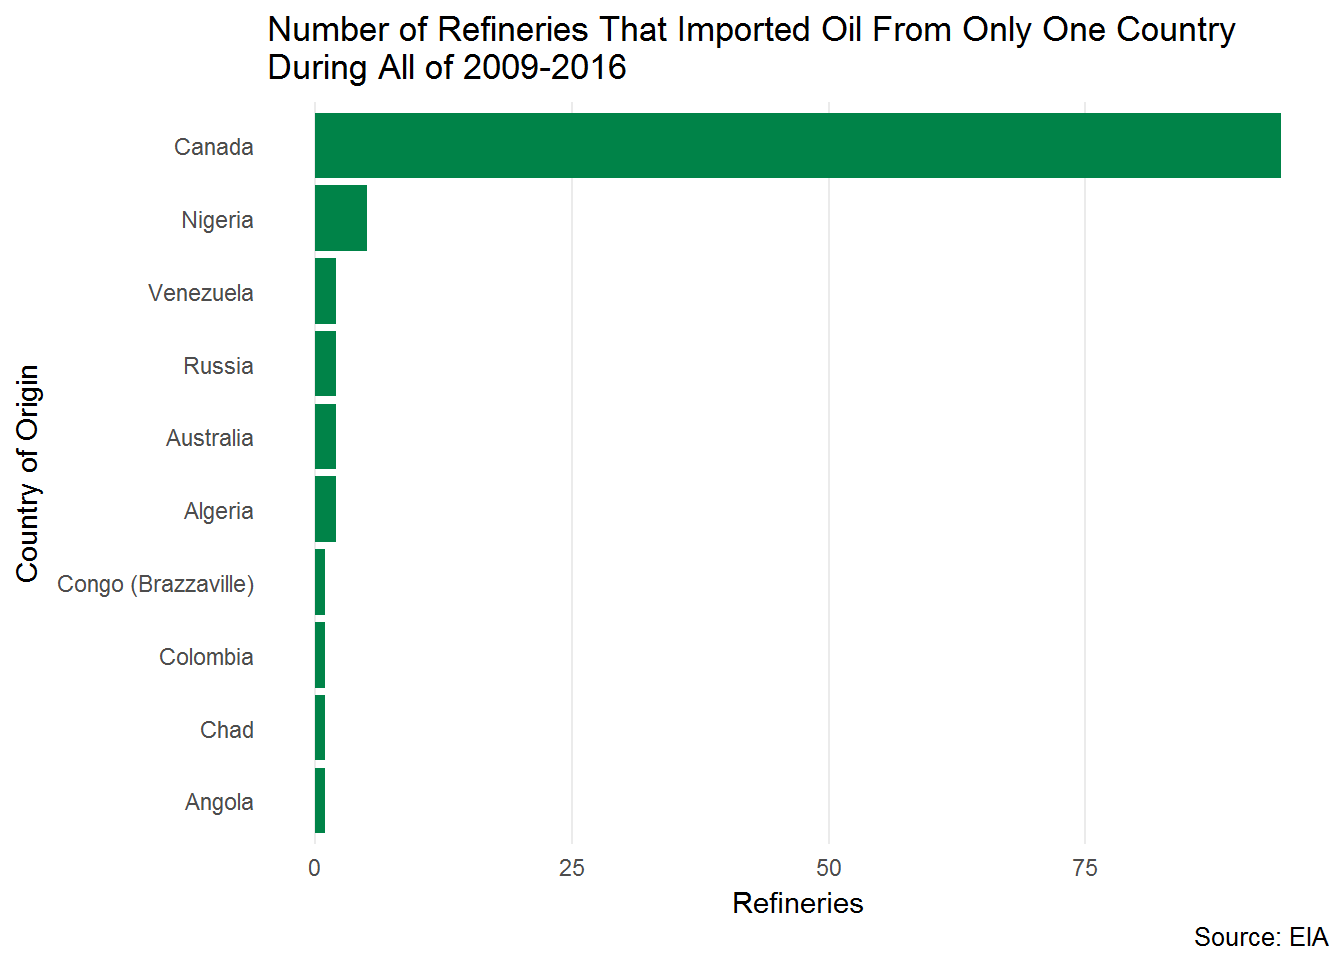 Number of Refineries That Imported Oil From Only One Country
During All of 2009-2016
Country of Origin
Canada
Nigeria
Venezuela
Russia
Australia
Algeria
Congo (Brazzaville)
Colombia
Chad
Angola
0 25 50 75
Refineries
Source: EIA